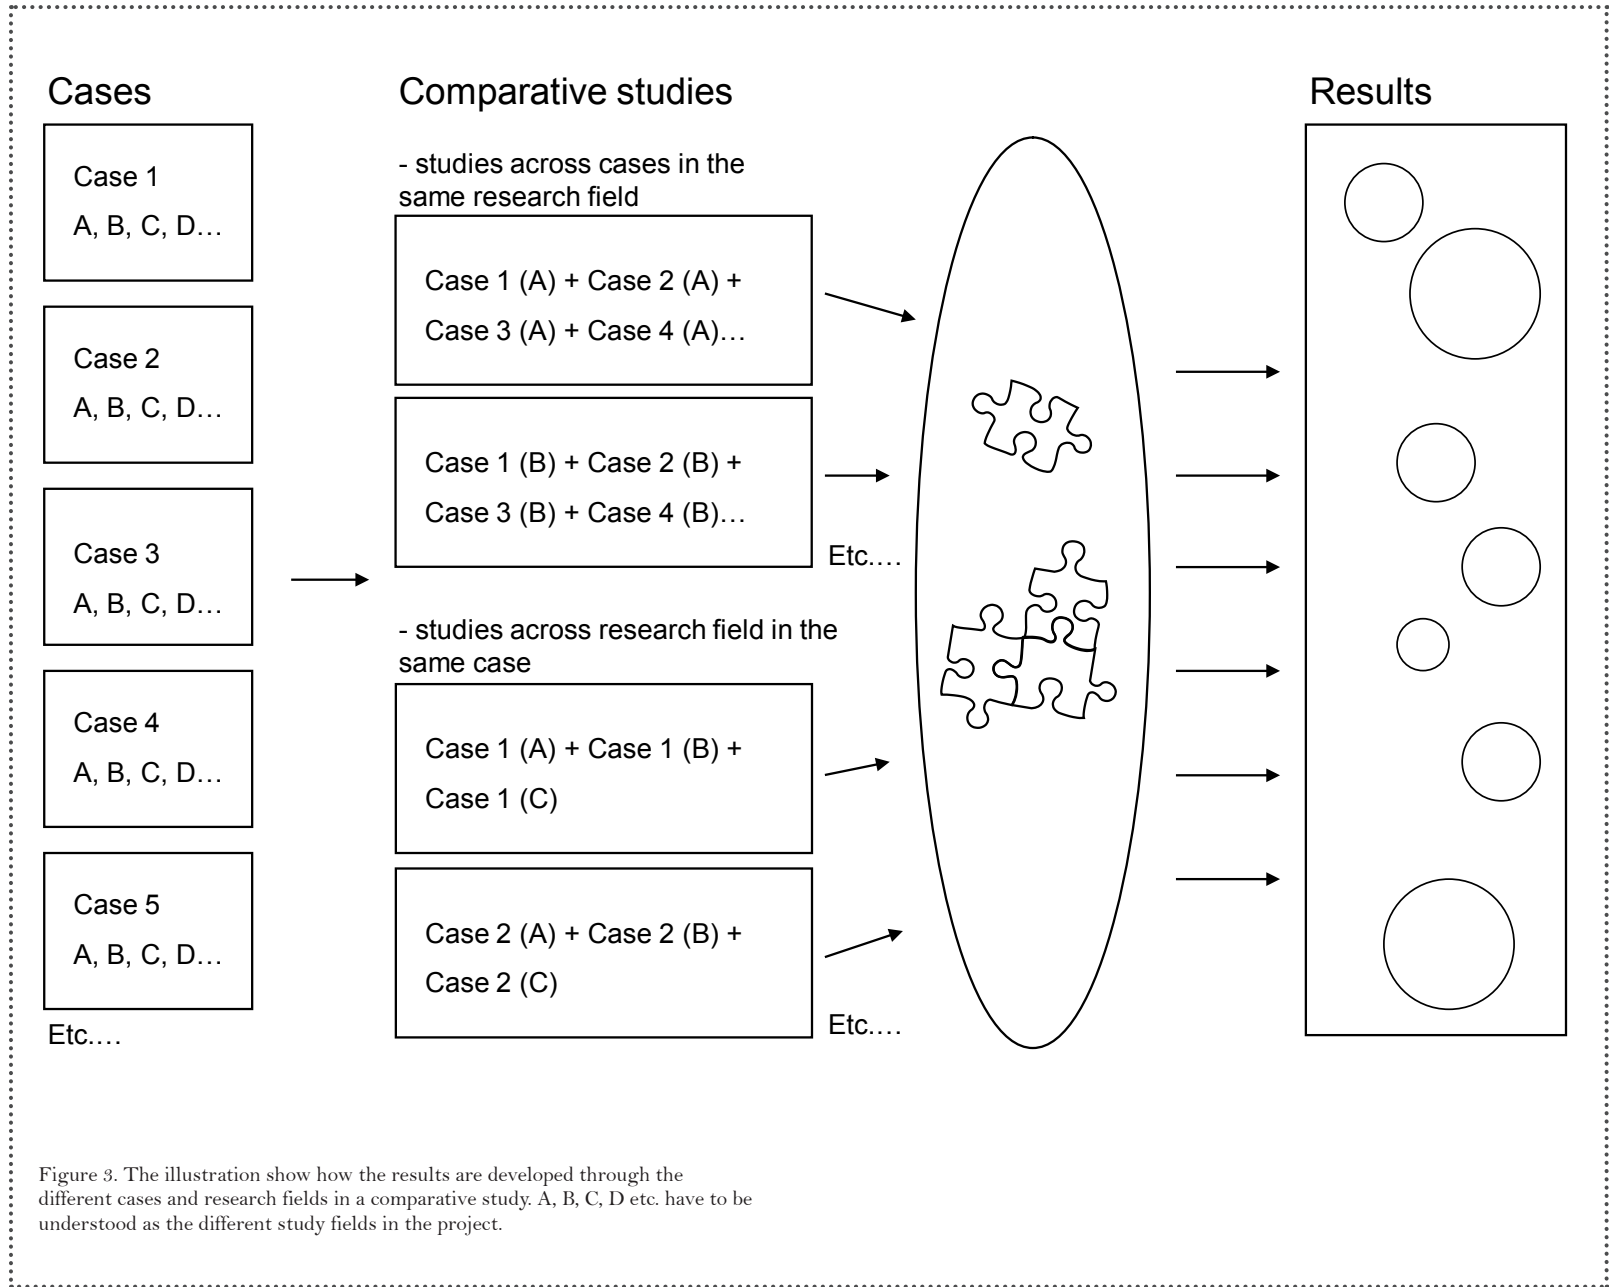 Cases
Case 1
A, B, C, D…
Case 2
A, B, C, D…
Case 3
A, B, C, D…
Case 4
A, B, C, D…
Case 5
A, B, C, D…
Etc.…
Comparative studies
- studies across cases in the
same research field
Case 1 (A) + Case 2 (A) +
Case 3 (A) + Case 4 (A)…
Case 1 (B) + Case 2 (B) +
Case 3 (B) + Case 4 (B)…
Etc.…
- studies across research field in the
same case
Case 1 (A) + Case 1 (B) +
Case 1 (C)
Case 2 (A) + Case 2 (B) +
Case 2 (C)
Etc.…
Results
Figure 3. The illustration show how the results are developed through the
different cases and research fields in a comparative study. A, B, C, D etc. have to be
understood as the different study fields in the project.